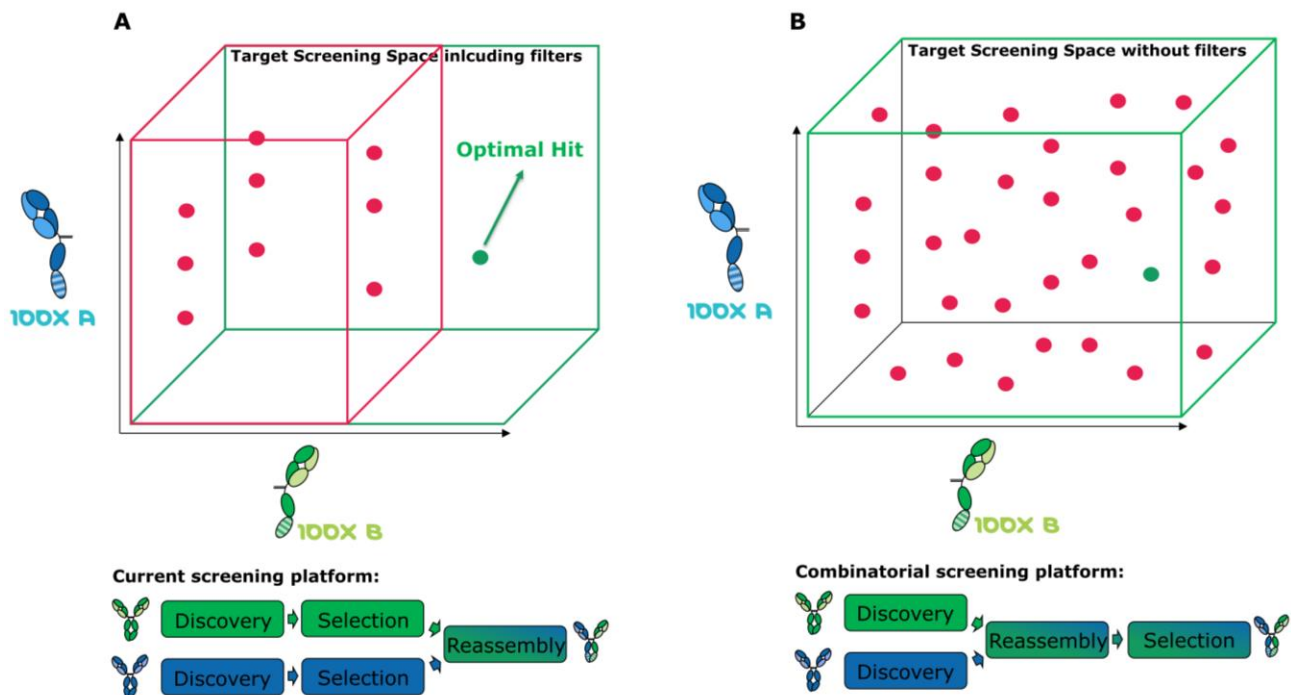 A
Target Screening Space inlcuding filters
Optimal Hit
100X A
100X B
Current screening platform:
Discovery
Selection
Reassembly
Discovery
Selection
B
Target Screening Space without filters
100X A
100X B
Combinatorial screening platform:
Discovery
Reassembly
Selection
Discovery